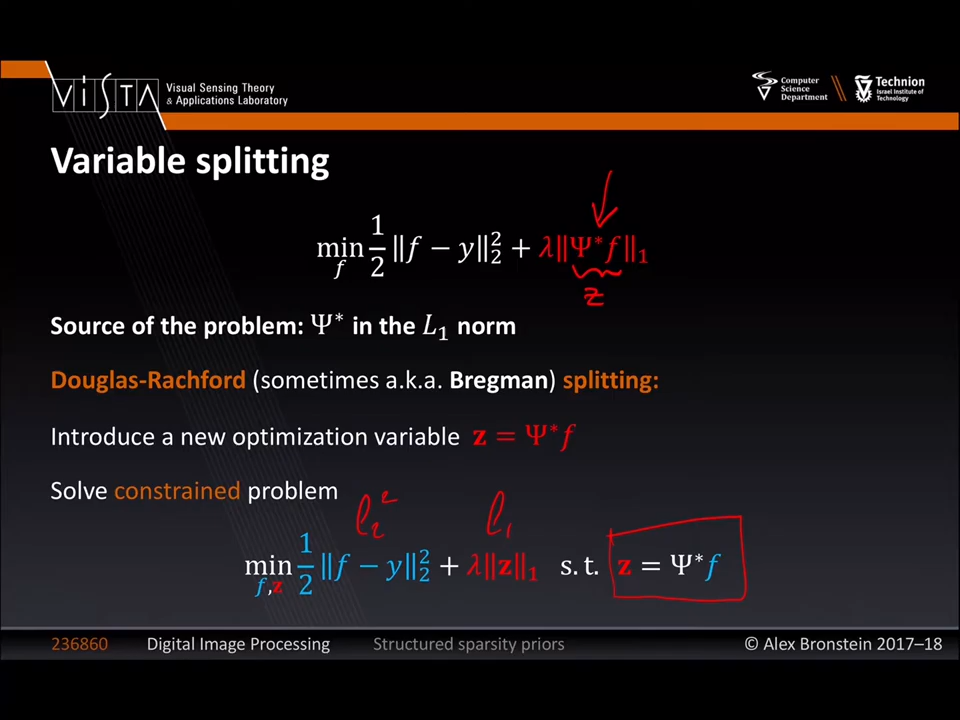 VISTA Visual Sensing Theory & Applications Laboratory
Computer Science Department
Technion Israel Institute of Technology
Variable splitting
min_f 1/2 ‖f − y‖₂² + λ‖Ψ*f‖₁
z
Source of the problem: Ψ* in the L₁ norm
Douglas-Rachford (sometimes a.k.a. Bregman) splitting:
Introduce a new optimization variable z = Ψ*f
Solve constrained problem
l₂² l₁
min_{f,z} 1/2 ‖f − y‖₂² + λ‖z‖₁ s.t. z = Ψ*f
236860 Digital Image Processing Structured sparsity priors © Alex Bronstein 2017–18